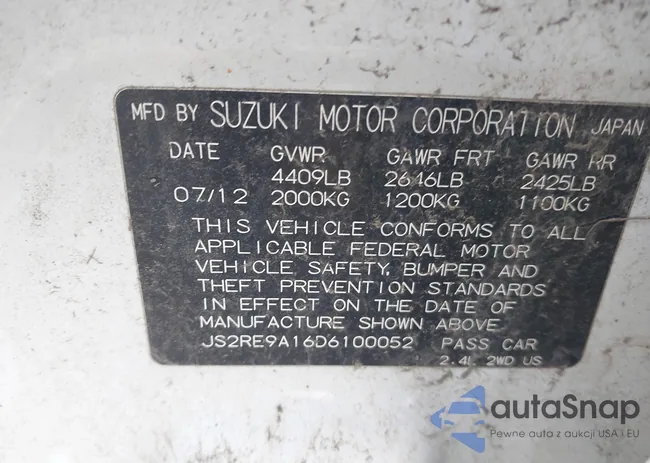 MFD BY SUZUKI MOTOR CORPORATION JAPAN
DATE GVWR GAWR FRT GAWR RR
4409LB 2646LB 2425LB
07/12 2000KG 1200KG 1100KG
THIS VEHICLE CONFORMS TO ALL
APPLICABLE FEDERAL MOTOR
VEHICLE SAFETY, BUMPER AND
THEFT PREVENTION STANDARDS
IN EFFECT ON THE DATE OF
MANUFACTURE SHOWN ABOVE
JS2RE9A16D6100052 PASS CAR
2.4L 2WD US
autoSnap
Pewne auta z aukcji USA i EU